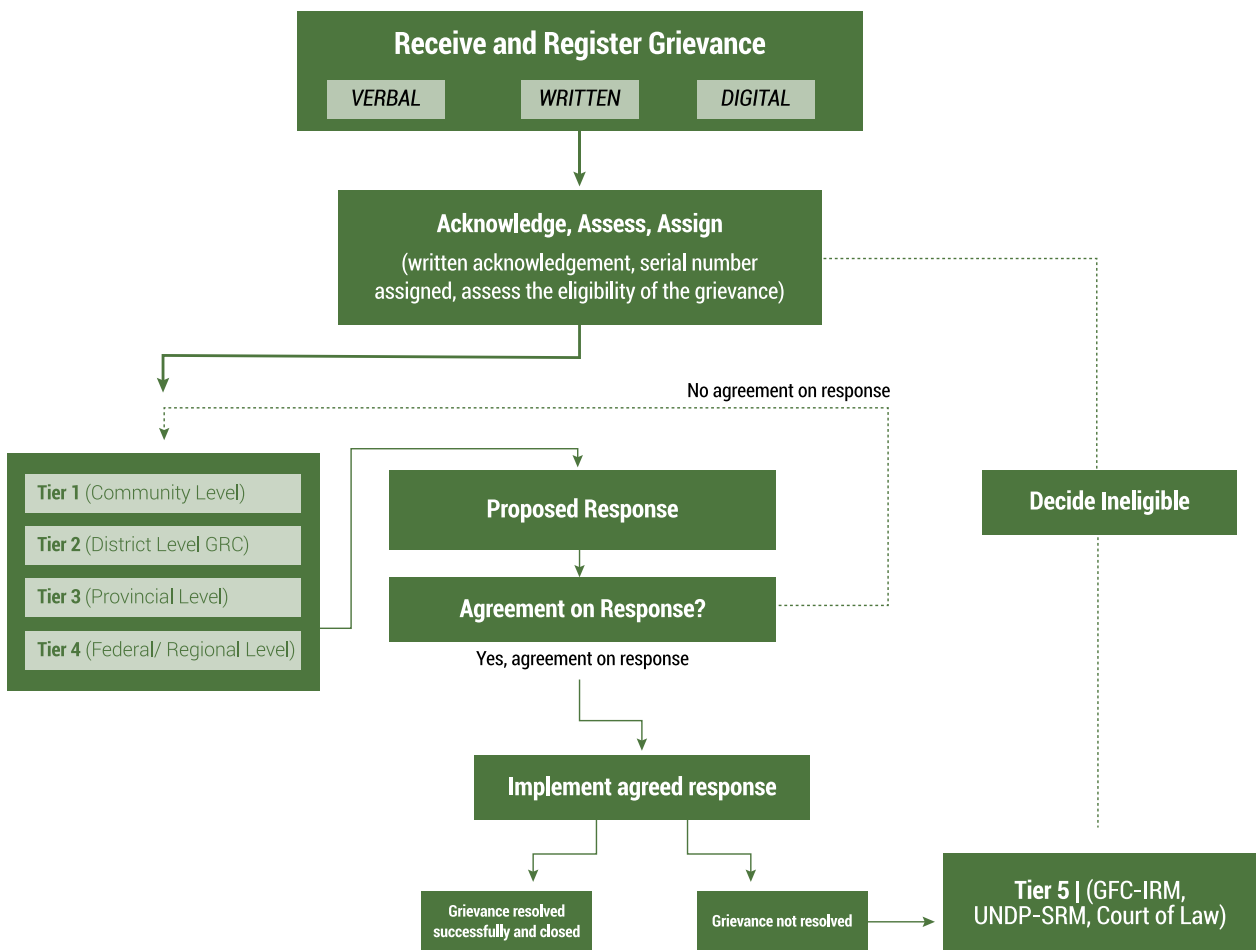 Receive and Register Grievance
VERBAL
WRITTEN
DIGITAL
Acknowledge, Assess, Assign
(written acknowledgement, serial number
assigned, assess the eligibility of the grievance)
No agreement on response
Tier 1 (Community Level)
Tier 2 (District Level GRC)
Tier 3 (Provincial Level)
Tier 4 (Federal/ Regional Level)
Proposed Response
Decide Ineligible
Agreement on Response?
Yes, agreement on response
Implement agreed response
Grievance resolved
successfully and closed
Grievance not resolved
Tier 5 | (GFC-IRM,
UNDP-SRM, Court of Law)